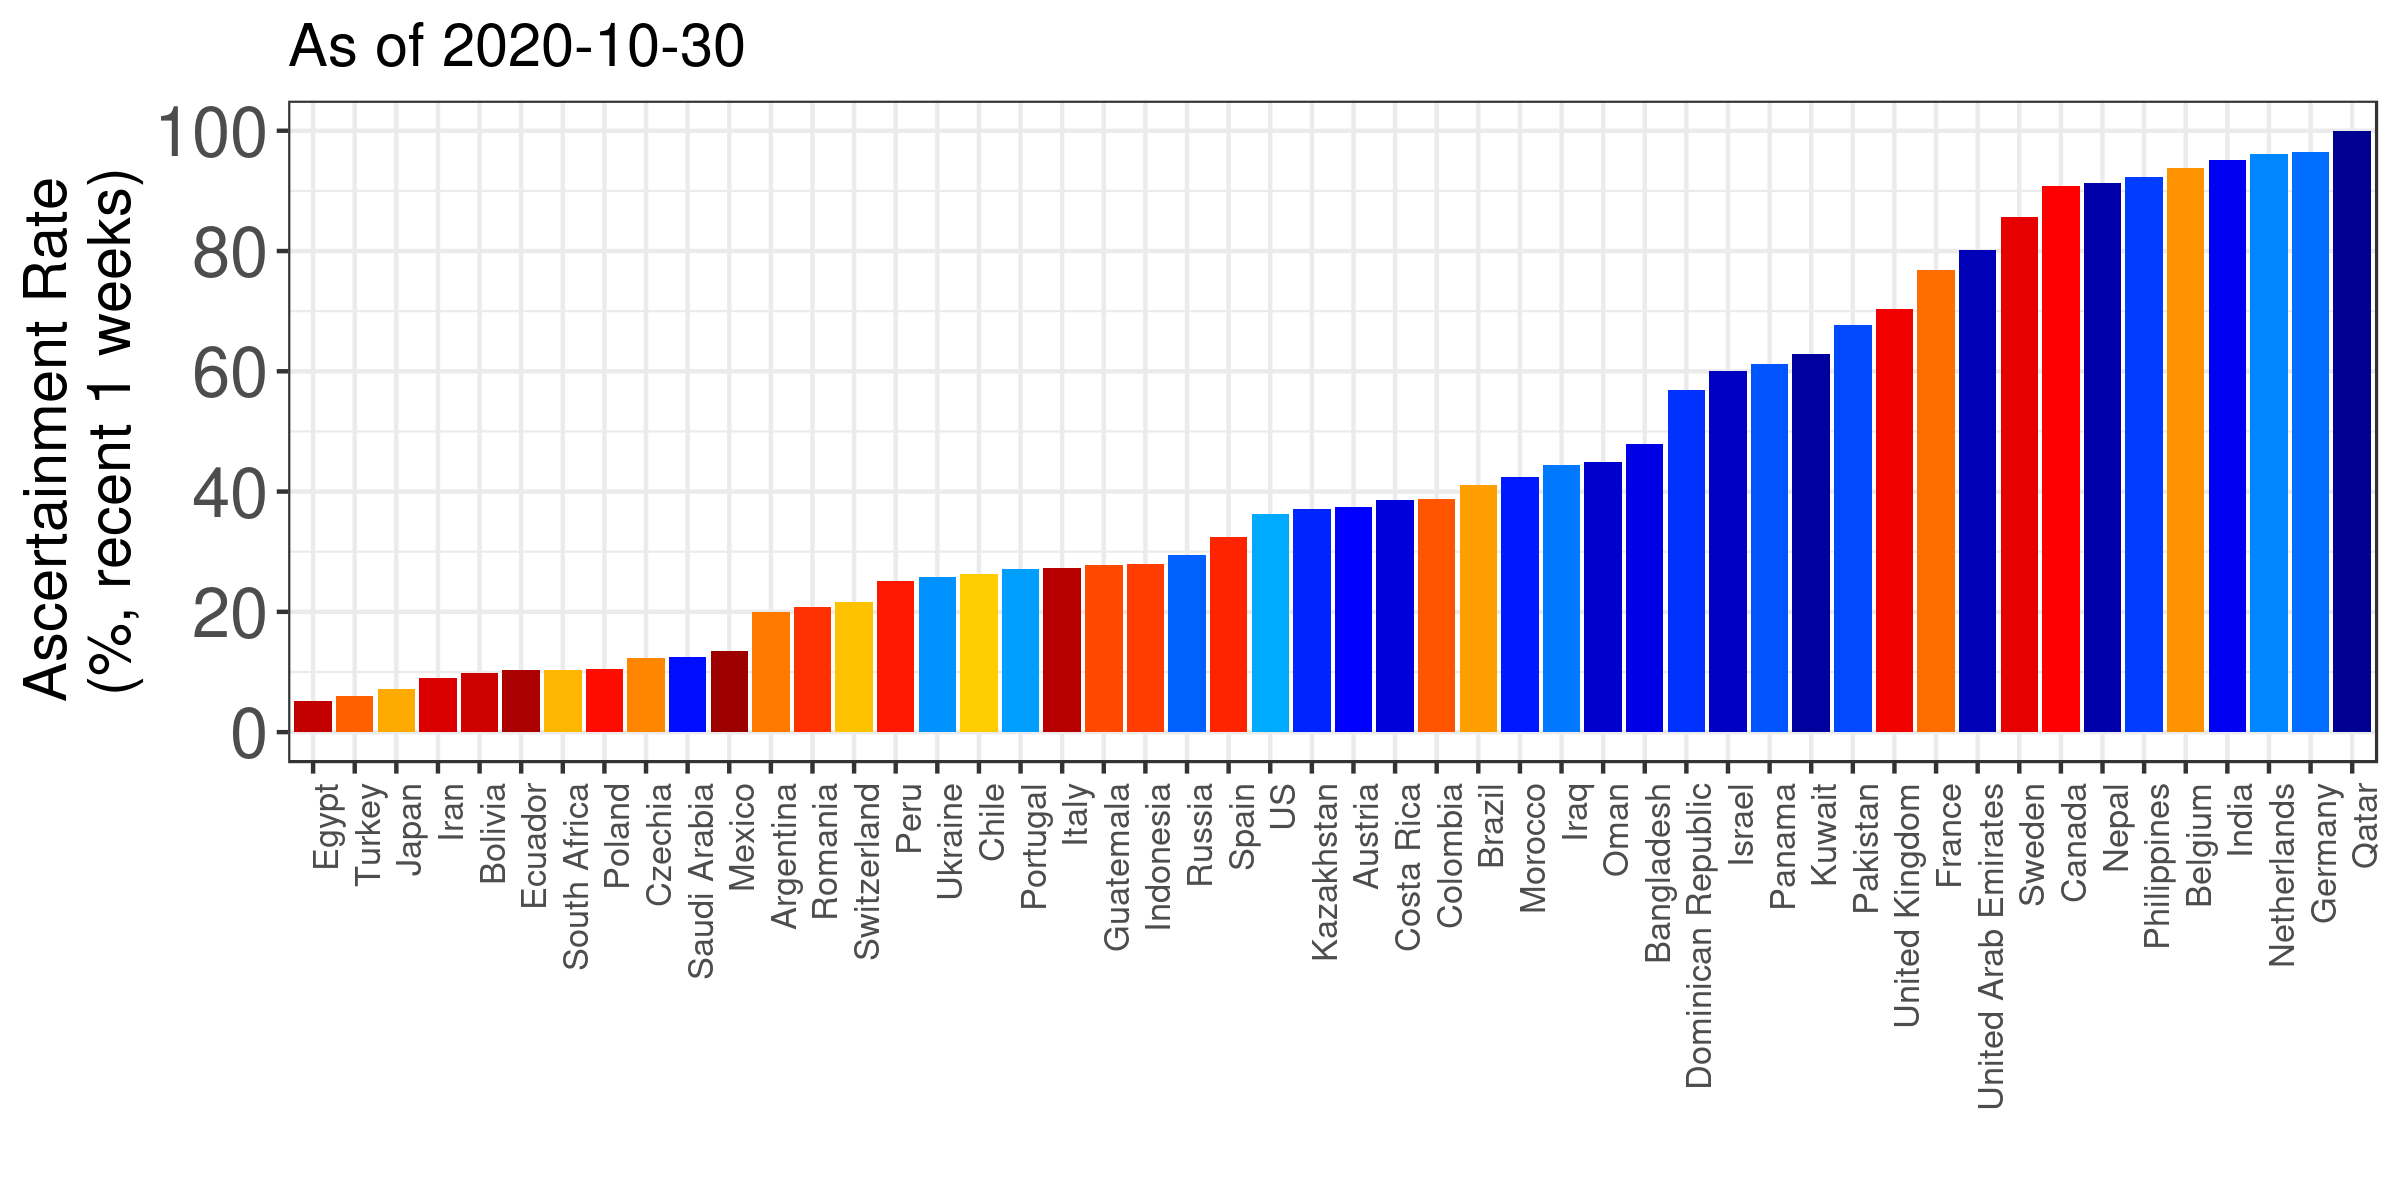 As of 2020-10-30
Ascertainment Rate
(%, recent 1 weeks)
100
80
60
40
20
0
Egypt
Turkey
Japan
Iran
Bolivia
Ecuador
South Africa
Poland
Czechia
Saudi Arabia
Mexico
Argentina
Romania
Switzerland
Peru
Ukraine
Chile
Portugal
Italy
Guatemala
Indonesia
Russia
Spain
US
Kazakhstan
Austria
Costa Rica
Colombia
Brazil
Morocco
Iraq
Oman
Bangladesh
Dominican Republic
Israel
Panama
Kuwait
Pakistan
United Kingdom
France
United Arab Emirates
Sweden
Canada
Nepal
Philippines
Belgium
India
Netherlands
Germany
Qatar